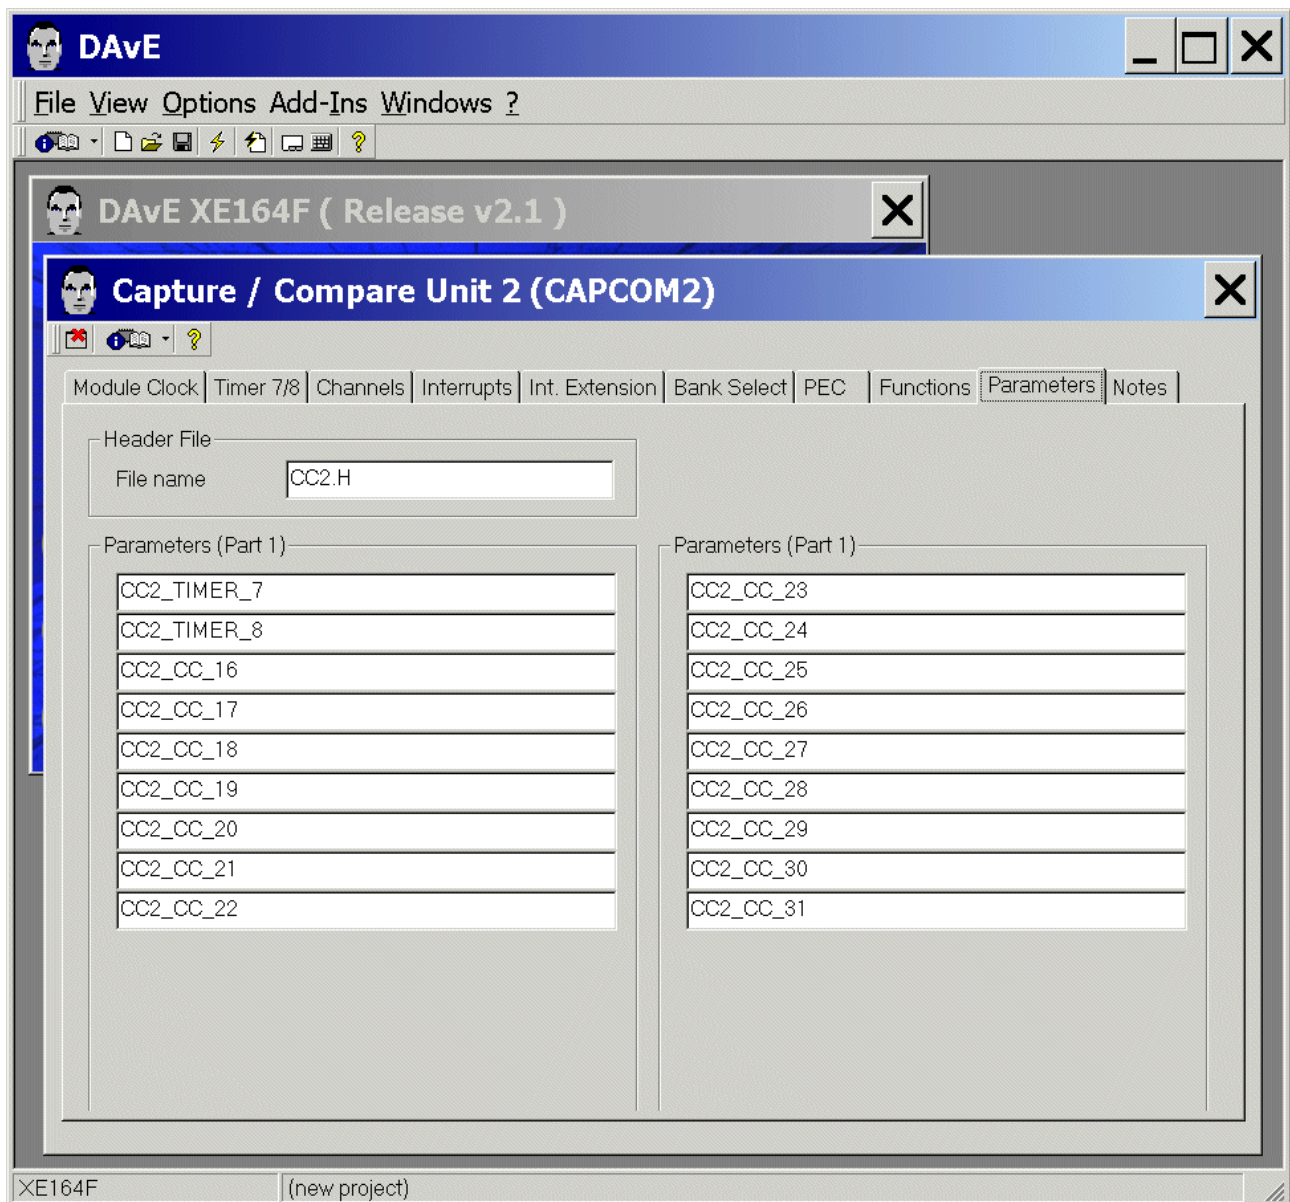 DAvE
File View Options Add-Ins Windows ?
DAvE XE164F ( Release v2.1 )
Capture / Compare Unit 2 (CAPCOM2)
Module Clock Timer 7/8 Channels Interrupts Int. Extension Bank Select PEC Functions Parameters Notes
Header File
File name CC2.H
Parameters (Part 1)
CC2_TIMER_7
CC2_TIMER_8
CC2_CC_16
CC2_CC_17
CC2_CC_18
CC2_CC_19
CC2_CC_20
CC2_CC_21
CC2_CC_22
Parameters (Part 1)
CC2_CC_23
CC2_CC_24
CC2_CC_25
CC2_CC_26
CC2_CC_27
CC2_CC_28
CC2_CC_29
CC2_CC_30
CC2_CC_31
XE164F (new project)